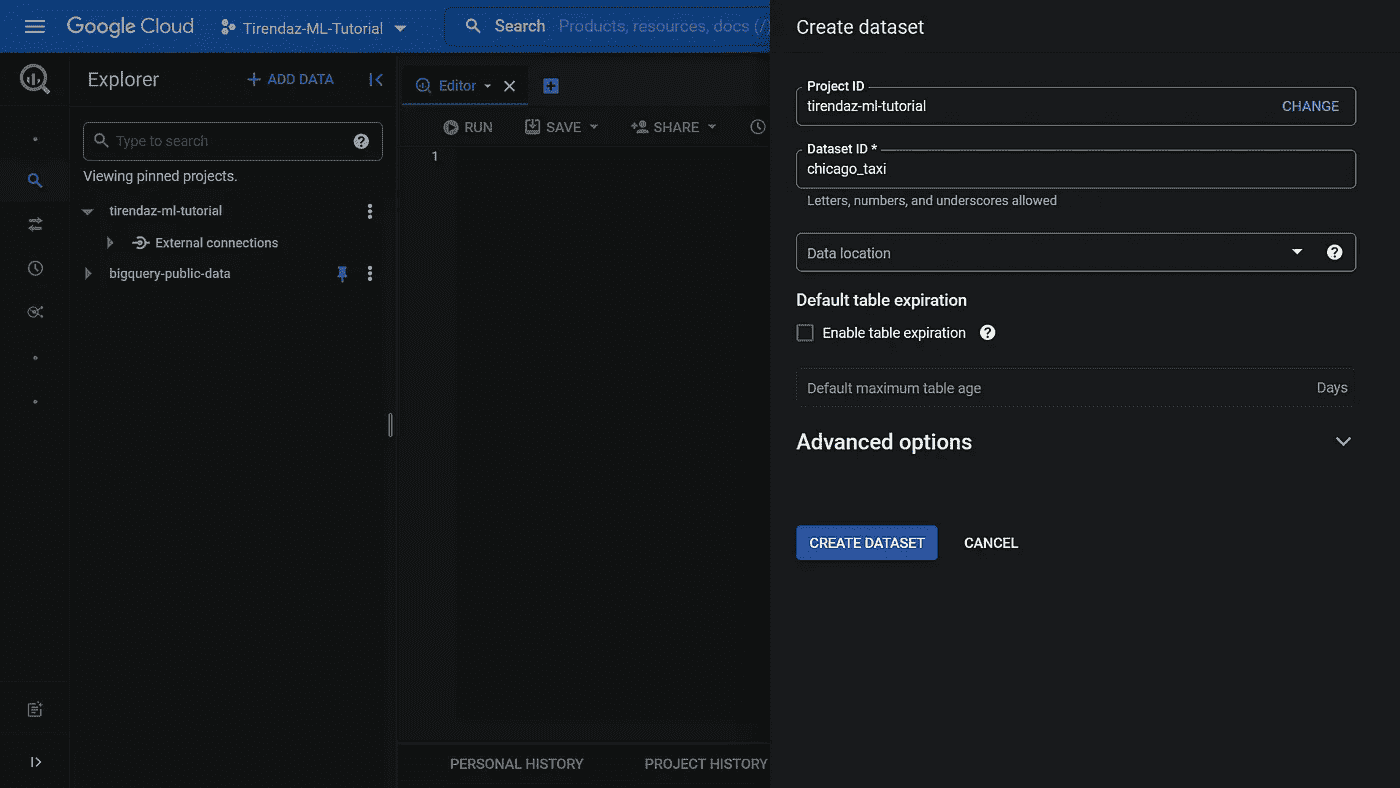 Google Cloud
Tirendaz-ML-Tutorial
Search Products, resources, docs (/)
Explorer
ADD DATA
Type to search
Viewing pinned projects.
tirendaz-ml-tutorial
External connections
bigquery-public-data
Editor
RUN
SAVE
SHARE
1
PERSONAL HISTORY
PROJECT HISTORY
Create dataset
Project ID
tirendaz-ml-tutorial
CHANGE
Dataset ID *
chicago_taxi
Letters, numbers, and underscores allowed
Data location
Default table expiration
Enable table expiration
Default maximum table age
Days
Advanced options
CREATE DATASET
CANCEL